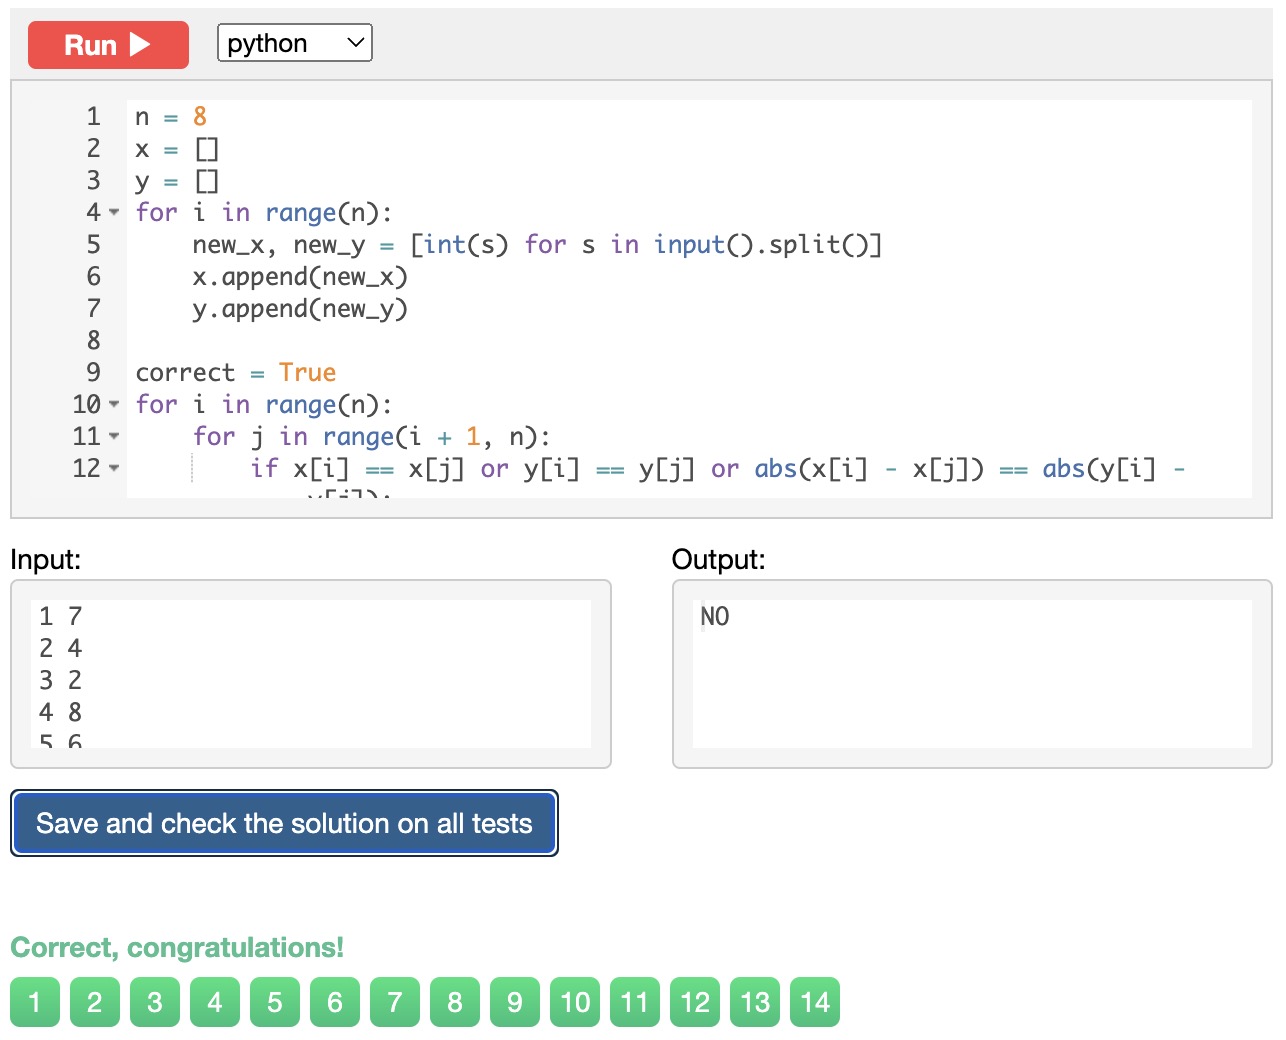 Run
python
1 n = 8
2 x = []
3 y = []
4 for i in range(n):
5     new_x, new_y = [int(s) for s in input().split()]
6     x.append(new_x)
7     y.append(new_y)
8
9 correct = True
10 for i in range(n):
11     for j in range(i + 1, n):
12         if x[i] == x[j] or y[i] == y[j] or abs(x[i] - x[j]) == abs(y[i] -
y[j]):
Input:
Output:
1 7
2 4
3 2
4 8
5 6
NO
Save and check the solution on all tests
Correct, congratulations!
1 2 3 4 5 6 7 8 9 10 11 12 13 14